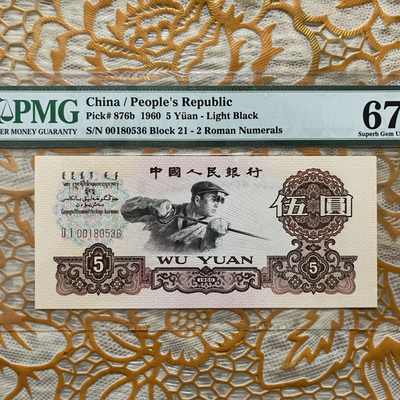 PMG
ER MONEY GUARANTY
China / People's Republic
Pick# 876b 1960 5 Yüan - Light Black
S/N 00180536 Block 21 - 2 Roman Numerals
67
Superb Gem U
中國人民銀行
II I 00180536
伍圓
5
WU YUAN
5